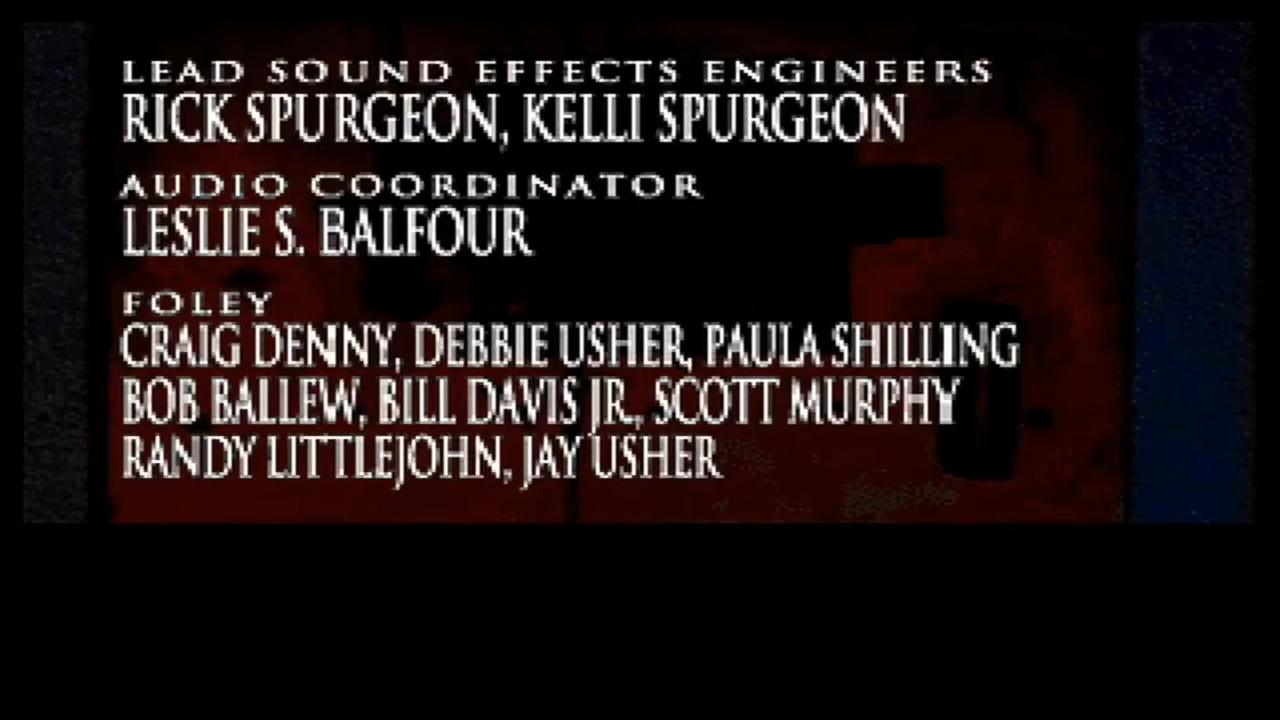 LEAD SOUND EFFECTS ENGINEERS
RICK SPURGEON, KELLI SPURGEON
AUDIO COORDINATOR
LESLIE S. BALFOUR
FOLEY
CRAIG DENNY, DEBBIE USHER, PAULA SHILLING
BOB BALLEW, BILL DAVIS JR., SCOTT MURPHY
RANDY LITTLEJOHN, JAY USHER